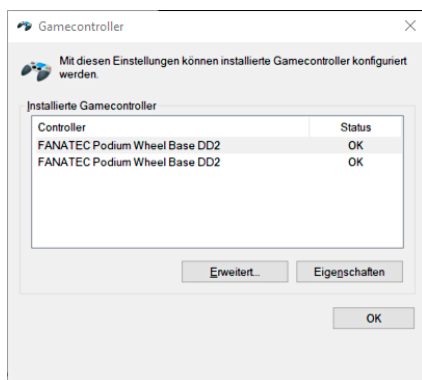 Gamecontroller
Mit diesen Einstellungen können installierte Gamecontroller konfiguriert
werden.
Installierte Gamecontroller
Controller Status
FANATEC Podium Wheel Base DD2 OK
FANATEC Podium Wheel Base DD2 OK
Erweitert... Eigenschaften
OK